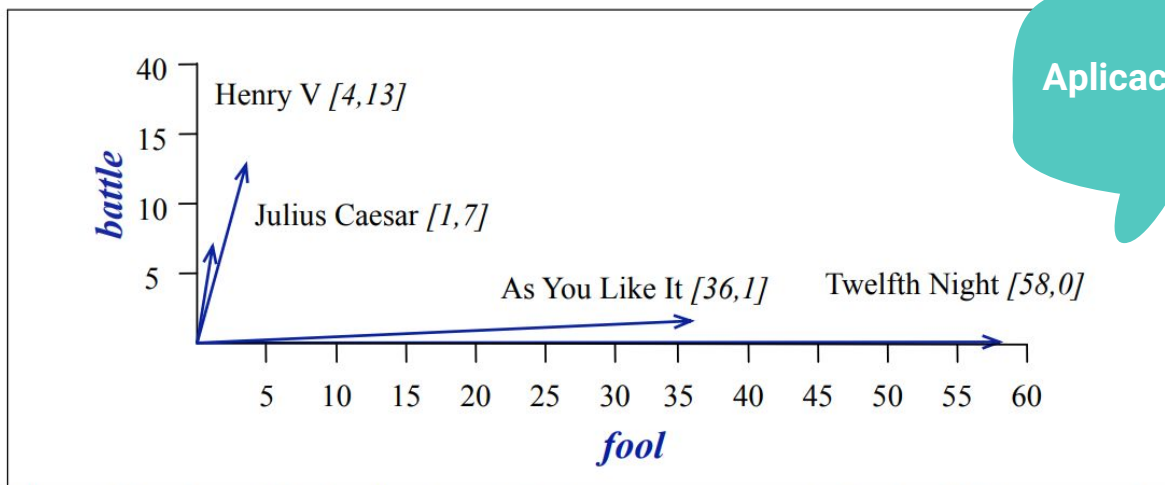 Aplicac
40
Henry V [4,13]
15
battle
10
Julius Caesar [1,7]
5
As You Like It [36,1]
Twelfth Night [58,0]
5 10 15 20 25 30 35 40 45 50 55 60
fool